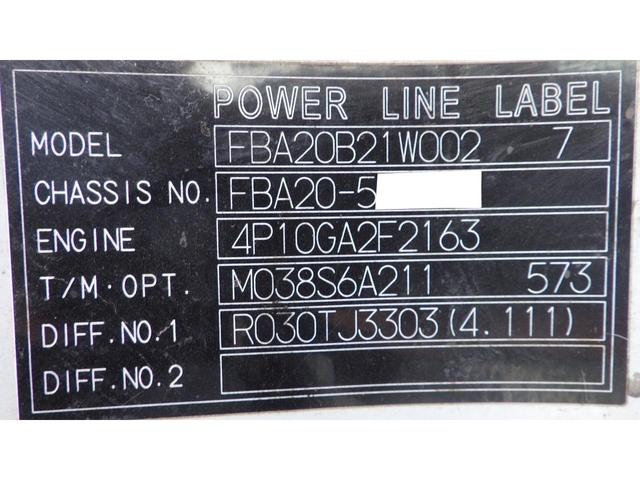 POWER LINE LABEL
MODEL FBA20B21W002 7
CHASSIS NO. FBA20-5
ENGINE 4P10GA2F2163
T/M·OPT. M038S6A211 573
DIFF.NO.1 R030TJ3303(4.111)
DIFF.NO.2